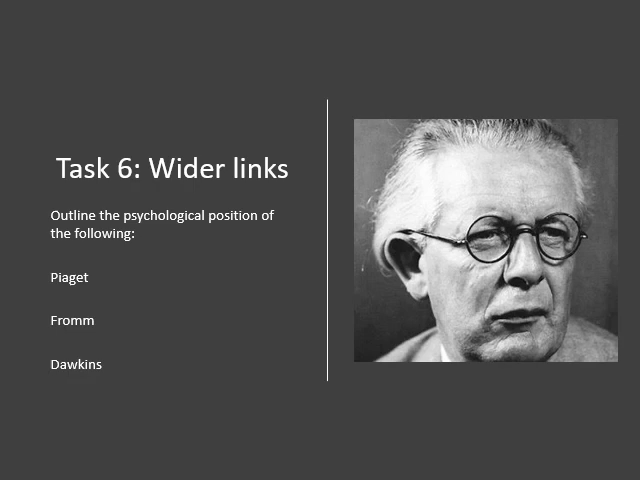 Task 6: Wider links
Outline the psychological position of
the following:
Piaget
Fromm
Dawkins